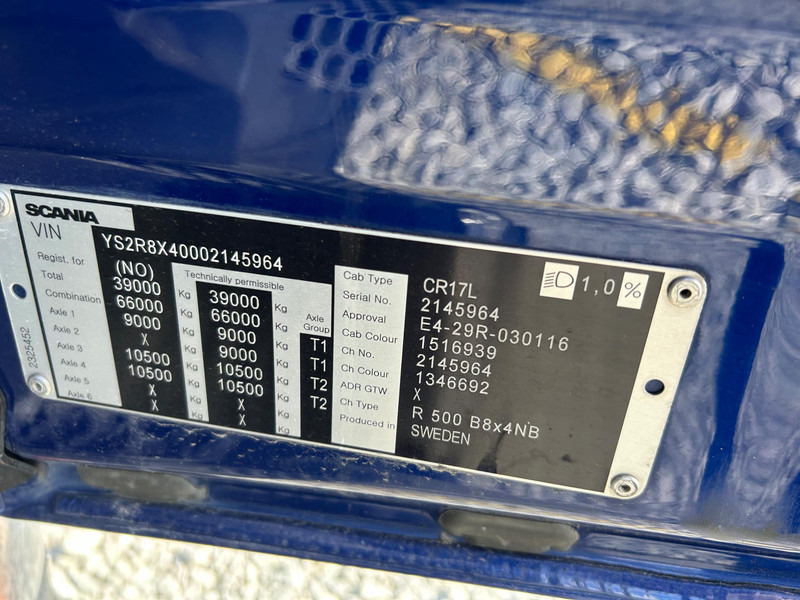 SCANIA
VIN YS2R8X40002145964
Regist. for (NO) Technically permissible
Total 39000 Kg 39000 Kg
Combination 66000 Kg 66000 Kg Axle Group
Axle 1 9000 Kg 9000 Kg T1
Axle 2 X Kg 9000 Kg T1
Axle 3 10500 Kg 10500 Kg T2
Axle 4 10500 Kg 10500 Kg T2
Axle 5 X Kg X Kg
Axle 6 X Kg X Kg
2325452
Cab Type CR17L 1,0 %
Serial No. 2145964
Approval E4-29R-030116
Cab Colour 1516939
Ch No. 2145964
Ch Colour 1346692
ADR GTW X
Ch Type R 500 B8x4NB
Produced in SWEDEN